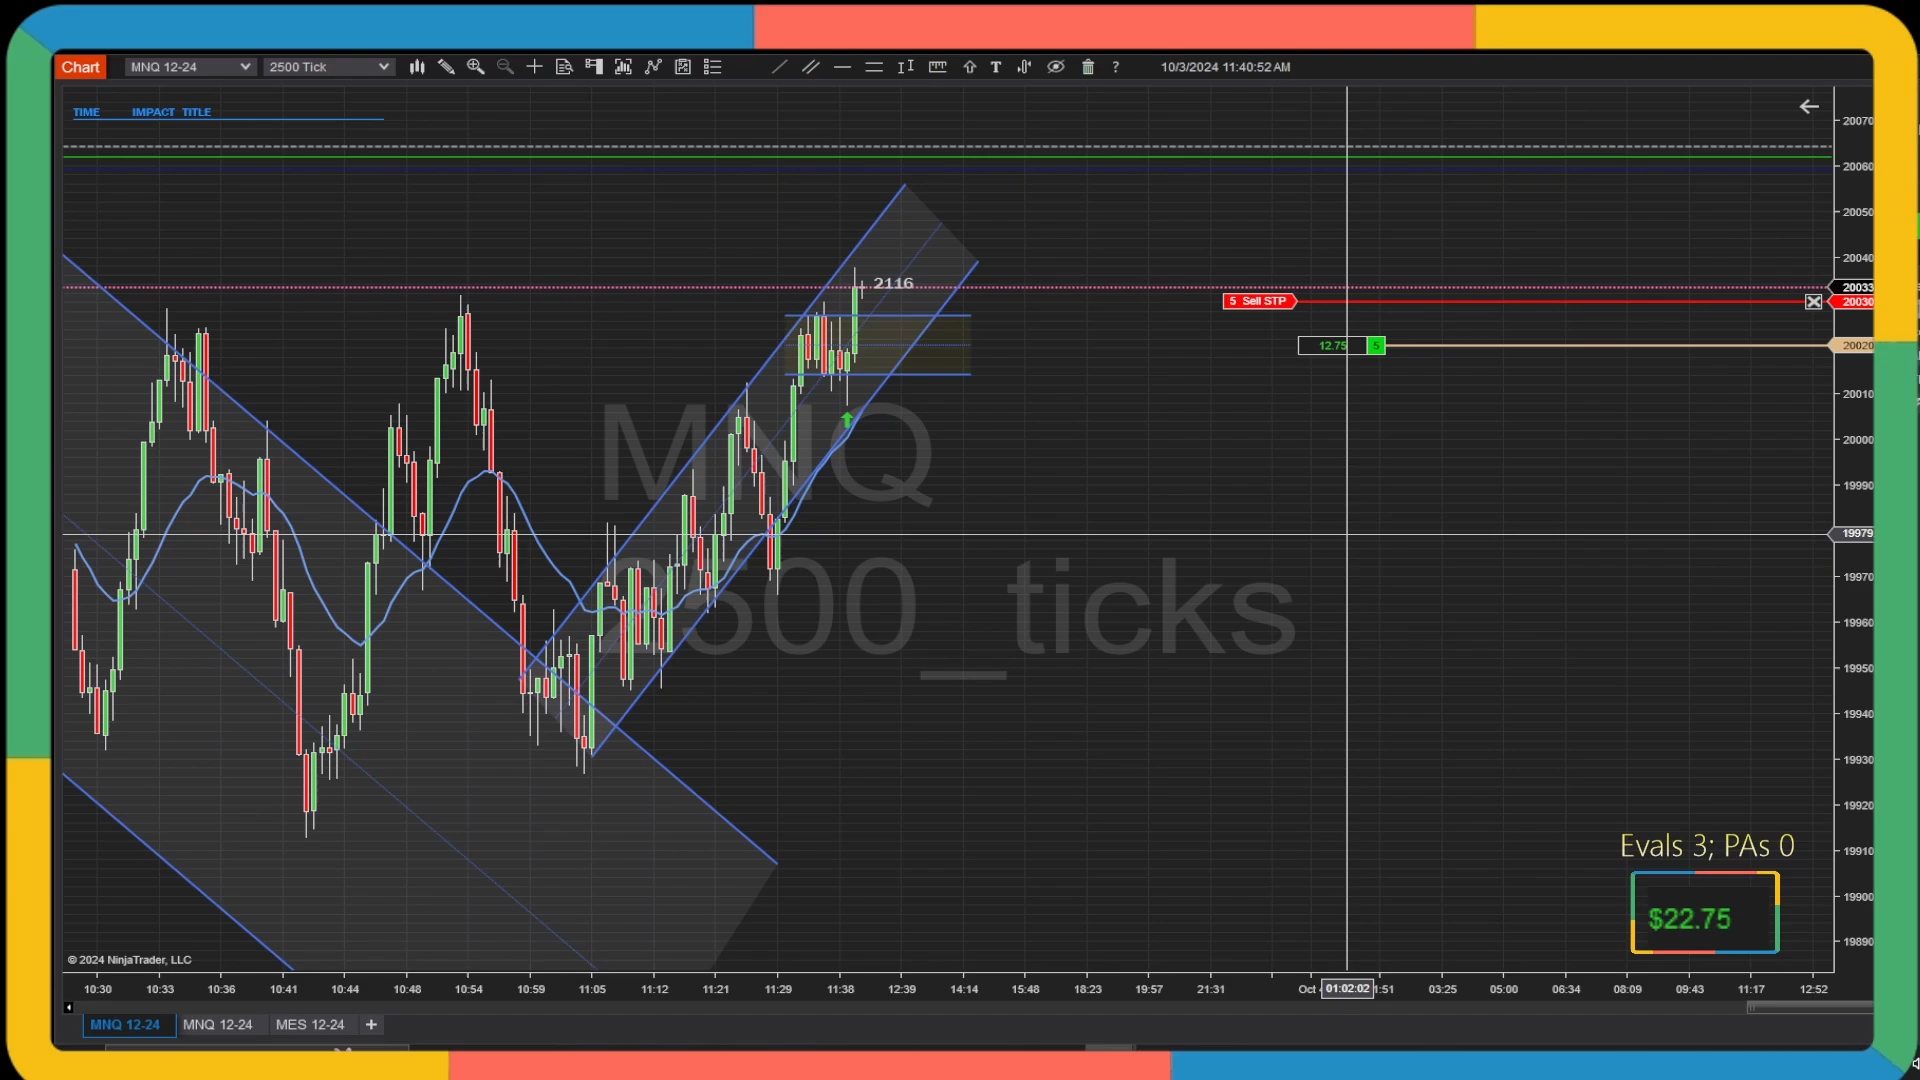 Chart MNQ 12-24 2500 Tick T ? 10/3/2024 11:40:52 AM
TIME IMPACT TITLE
20070
20060
20050
20040
2116
20033
5 Sell STP
20030
12.75 5
20020
20010
MNQ
20000
19990
19979
2500_ticks
19970
19960
19950
19940
19930
19920
Evals 3; PAs 0
19910
19900
$22.75
19890
© 2024 NinjaTrader, LLC
10:30 10:33 10:36 10:41 10:44 10:48 10:54 10:59 11:05 11:12 11:21 11:29 11:38 12:39 14:14 15:48 18:23 19:57 21:31 Oct 01:02:02 1:51 03:25 05:00 06:34 08:09 09:43 11:17 12:52
MNQ 12-24 MNQ 12-24 MES 12-24 +